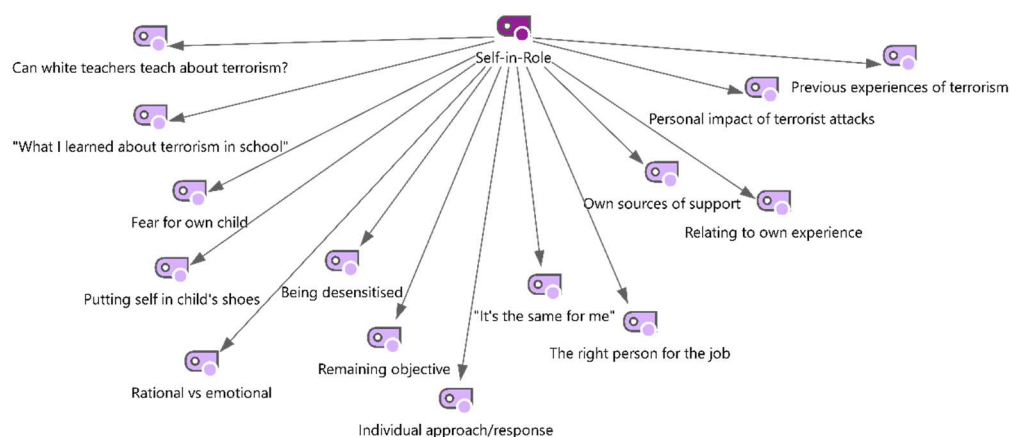 Self-in-Role
Can white teachers teach about terrorism?
Previous experiences of terrorism
Personal impact of terrorist attacks
"What I learned about terrorism in school"
Own sources of support
Fear for own child
Relating to own experience
Being desensitised
Putting self in child's shoes
"It's the same for me"
The right person for the job
Remaining objective
Rational vs emotional
Individual approach/response